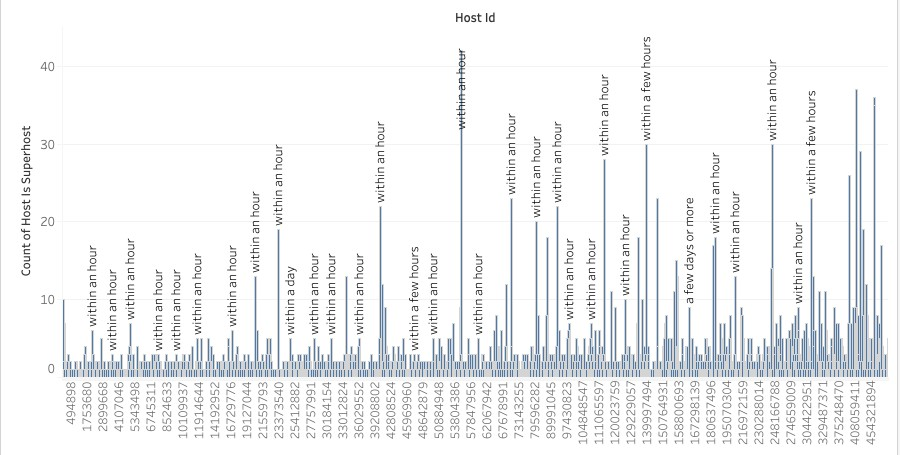 Host Id
Count of Host Is Superhost
40
30
20
10
0
within an hour
within an hour
within an hour
within an hour
within an hour
within an hour
within an hour
within an hour
within an hour
within a day
within an hour
within an hour
within an hour
within an hour
within a few hours
within an hour
within an hour
within an hour
within an hour
within an hour
within an hour
within an hour
within an hour
within an hour
within an hour
within a few hours
a few days or more
within an hour
within an hour
within an hour
within an hour
within a few hours
494898
1753680
2899668
4107046
5343498
6745311
8524633
10109937
11914644
14192952
16729776
19127044
21559793
23373540
25412882
27757991
30184154
33012824
36029552
39208802
42808524
45969960
48642879
50884948
53804386
57847956
62067942
67678991
73143255
79596282
89991045
97430823
104848547
111065597
120023759
129229057
139997494
150764931
158800693
167298139
180637496
195070304
216972159
230288014
248166788
274659009
304422951
329487371
375248470
408059411
454321894